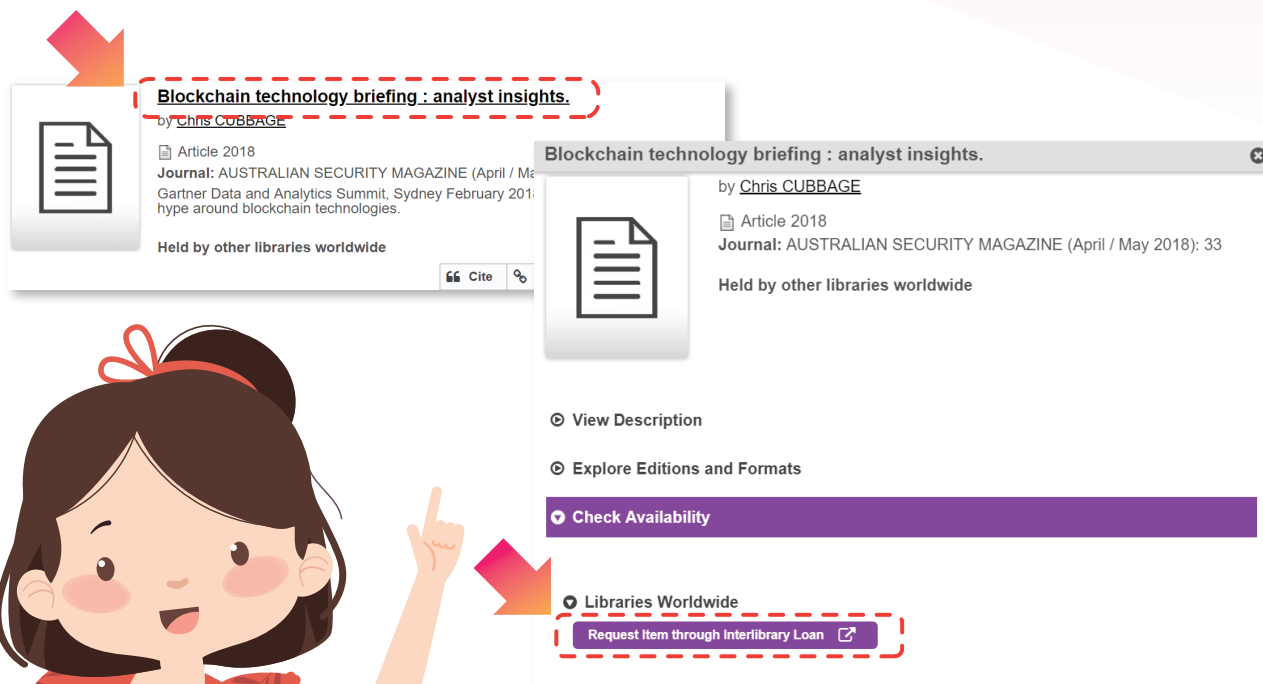 Blockchain technology briefing : analyst insights.
by Chris CUBBAGE
Article 2018
Journal: AUSTRALIAN SECURITY MAGAZINE (April / Ma
Gartner Data and Analytics Summit, Sydney February 201
hype around blockchain technologies.
Held by other libraries worldwide
Cite
Blockchain technology briefing : analyst insights.
by Chris CUBBAGE
Article 2018
Journal: AUSTRALIAN SECURITY MAGAZINE (April / May 2018): 33
Held by other libraries worldwide
View Description
Explore Editions and Formats
Check Availability
Libraries Worldwide
Request Item through Interlibrary Loan